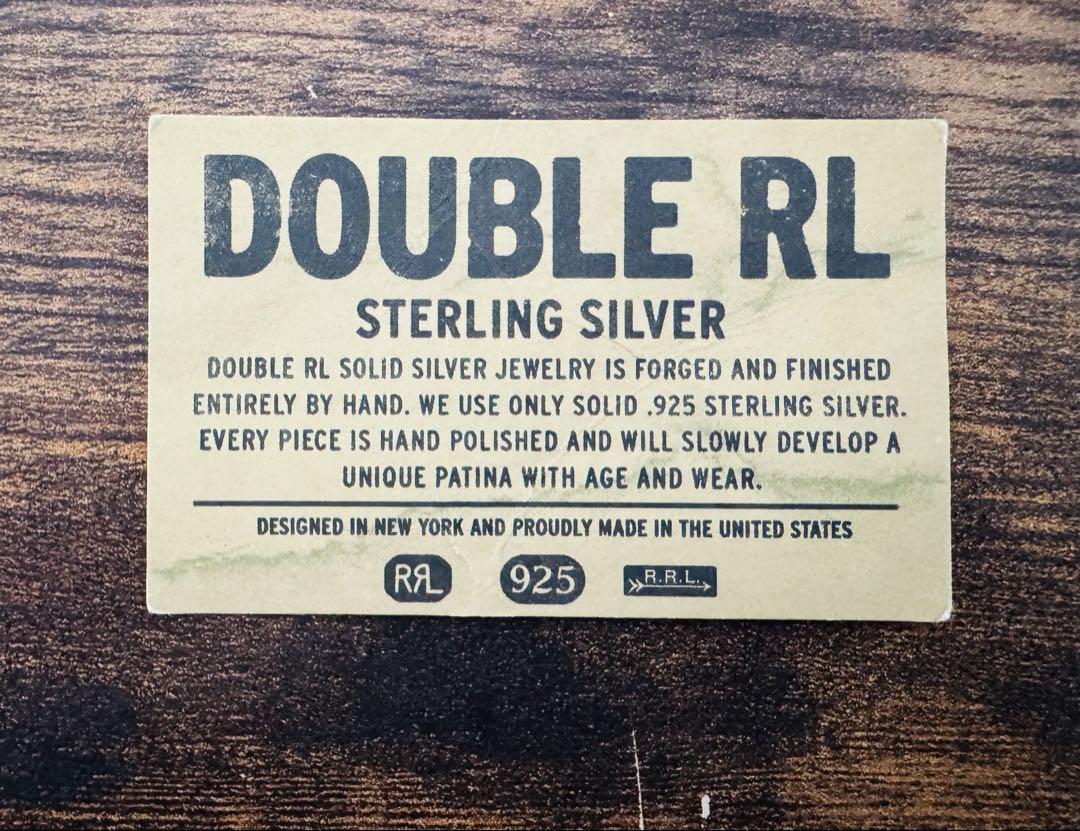 DOUBLE RL
STERLING SILVER
DOUBLE RL SOLID SILVER JEWELRY IS FORGED AND FINISHED
ENTIRELY BY HAND. WE USE ONLY SOLID .925 STERLING SILVER.
EVERY PIECE IS HAND POLISHED AND WILL SLOWLY DEVELOP A
UNIQUE PATINA WITH AGE AND WEAR.
DESIGNED IN NEW YORK AND PROUDLY MADE IN THE UNITED STATES
RRL 925 R.R.L.